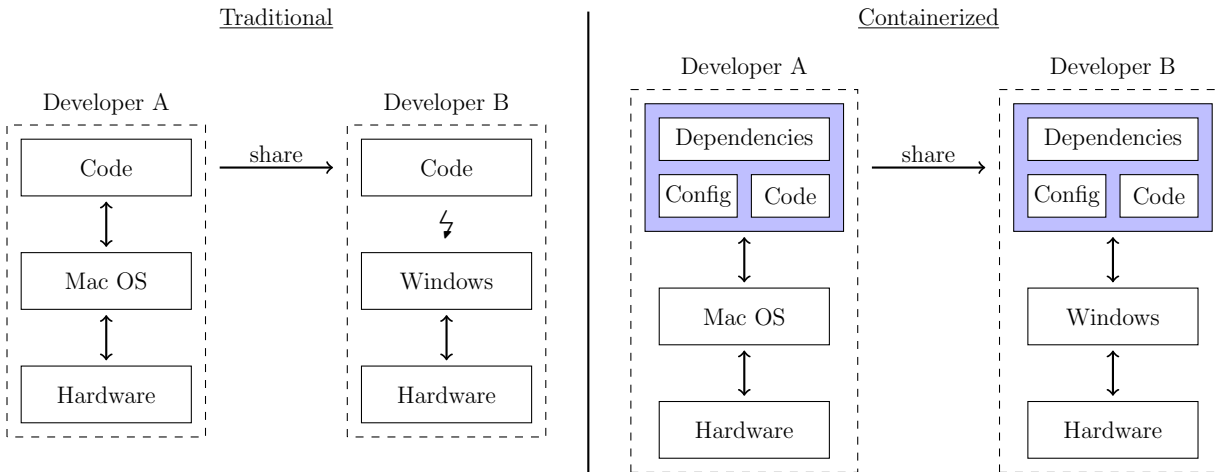 Traditional
Developer A
Code
Mac OS
Hardware
share
Developer B
Code
Windows
Hardware
Containerized
Developer A
Dependencies
Config
Code
Mac OS
Hardware
share
Developer B
Dependencies
Config
Code
Windows
Hardware